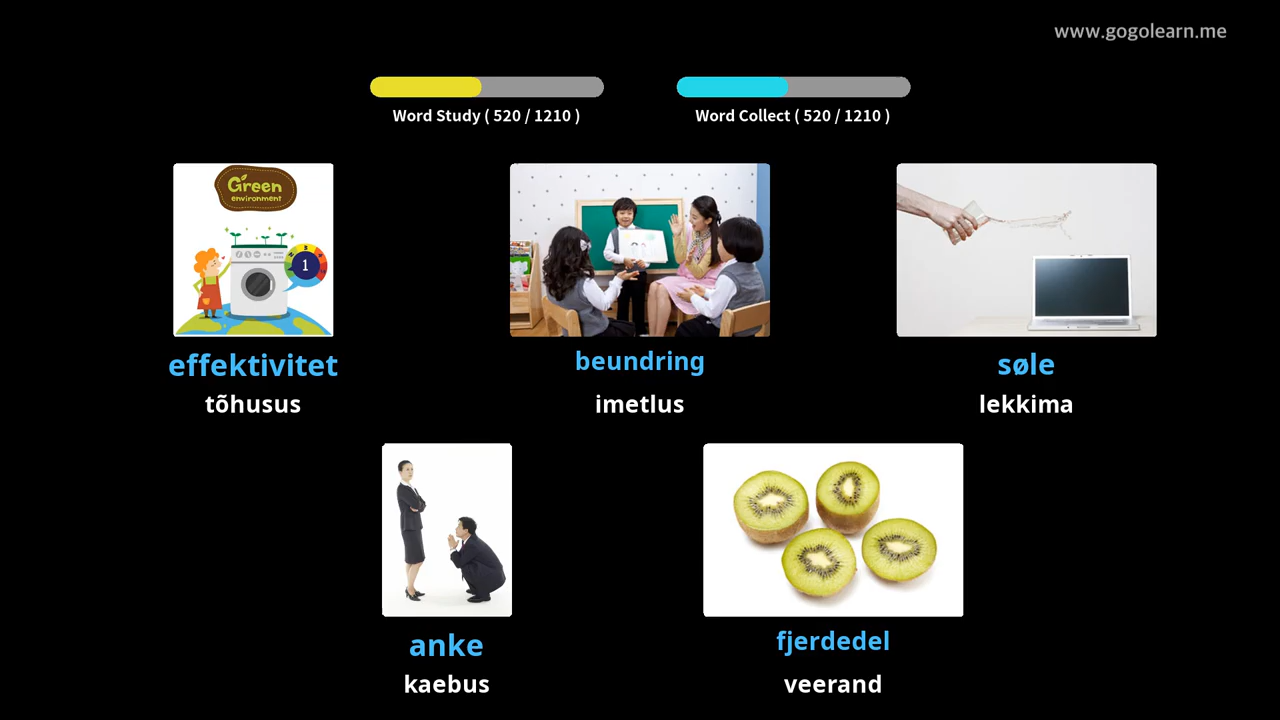 www.gogolearn.me
Word Study ( 520 / 1210 )
Word Collect ( 520 / 1210 )
Green
environment
1
effektivitet
beundring
søle
tõhusus
imetlus
lekkima
anke
fjerdedel
kaebus
veerand